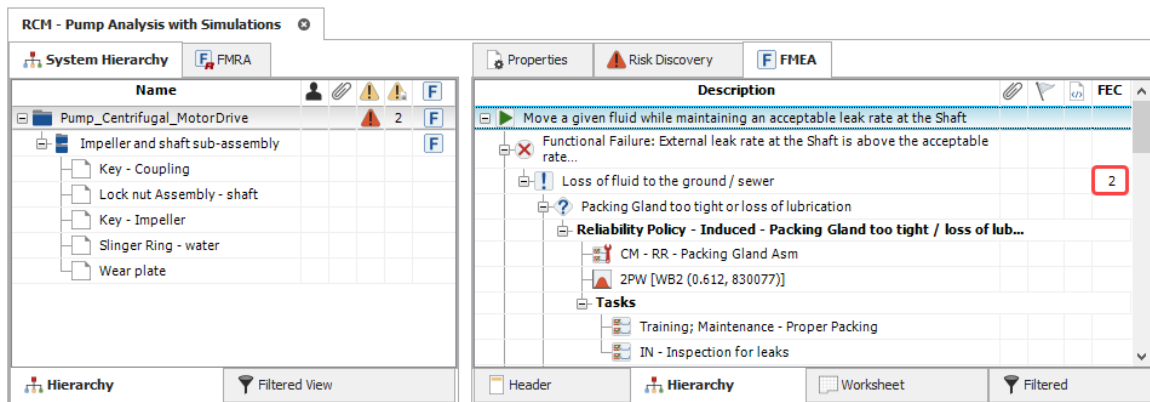 RCM - Pump Analysis with Simulations
System Hierarchy
FMRA
Name
Pump_Centrifugal_MotorDrive
2
Impeller and shaft sub-assembly
Key - Coupling
Lock nut Assembly - shaft
Key - Impeller
Slinger Ring - water
Wear plate
Hierarchy
Filtered View
Properties
Risk Discovery
FMEA
Description
FEC
Move a given fluid while maintaining an acceptable leak rate at the Shaft
Functional Failure: External leak rate at the Shaft is above the acceptable
rate...
Loss of fluid to the ground / sewer
2
Packing Gland too tight or loss of lubrication
Reliability Policy - Induced - Packing Gland too tight / loss of lub...
CM - RR - Packing Gland Asm
2PW [WB2 (0.612, 830077)]
Tasks
Training; Maintenance - Proper Packing
IN - Inspection for leaks
Header
Hierarchy
Worksheet
Filtered